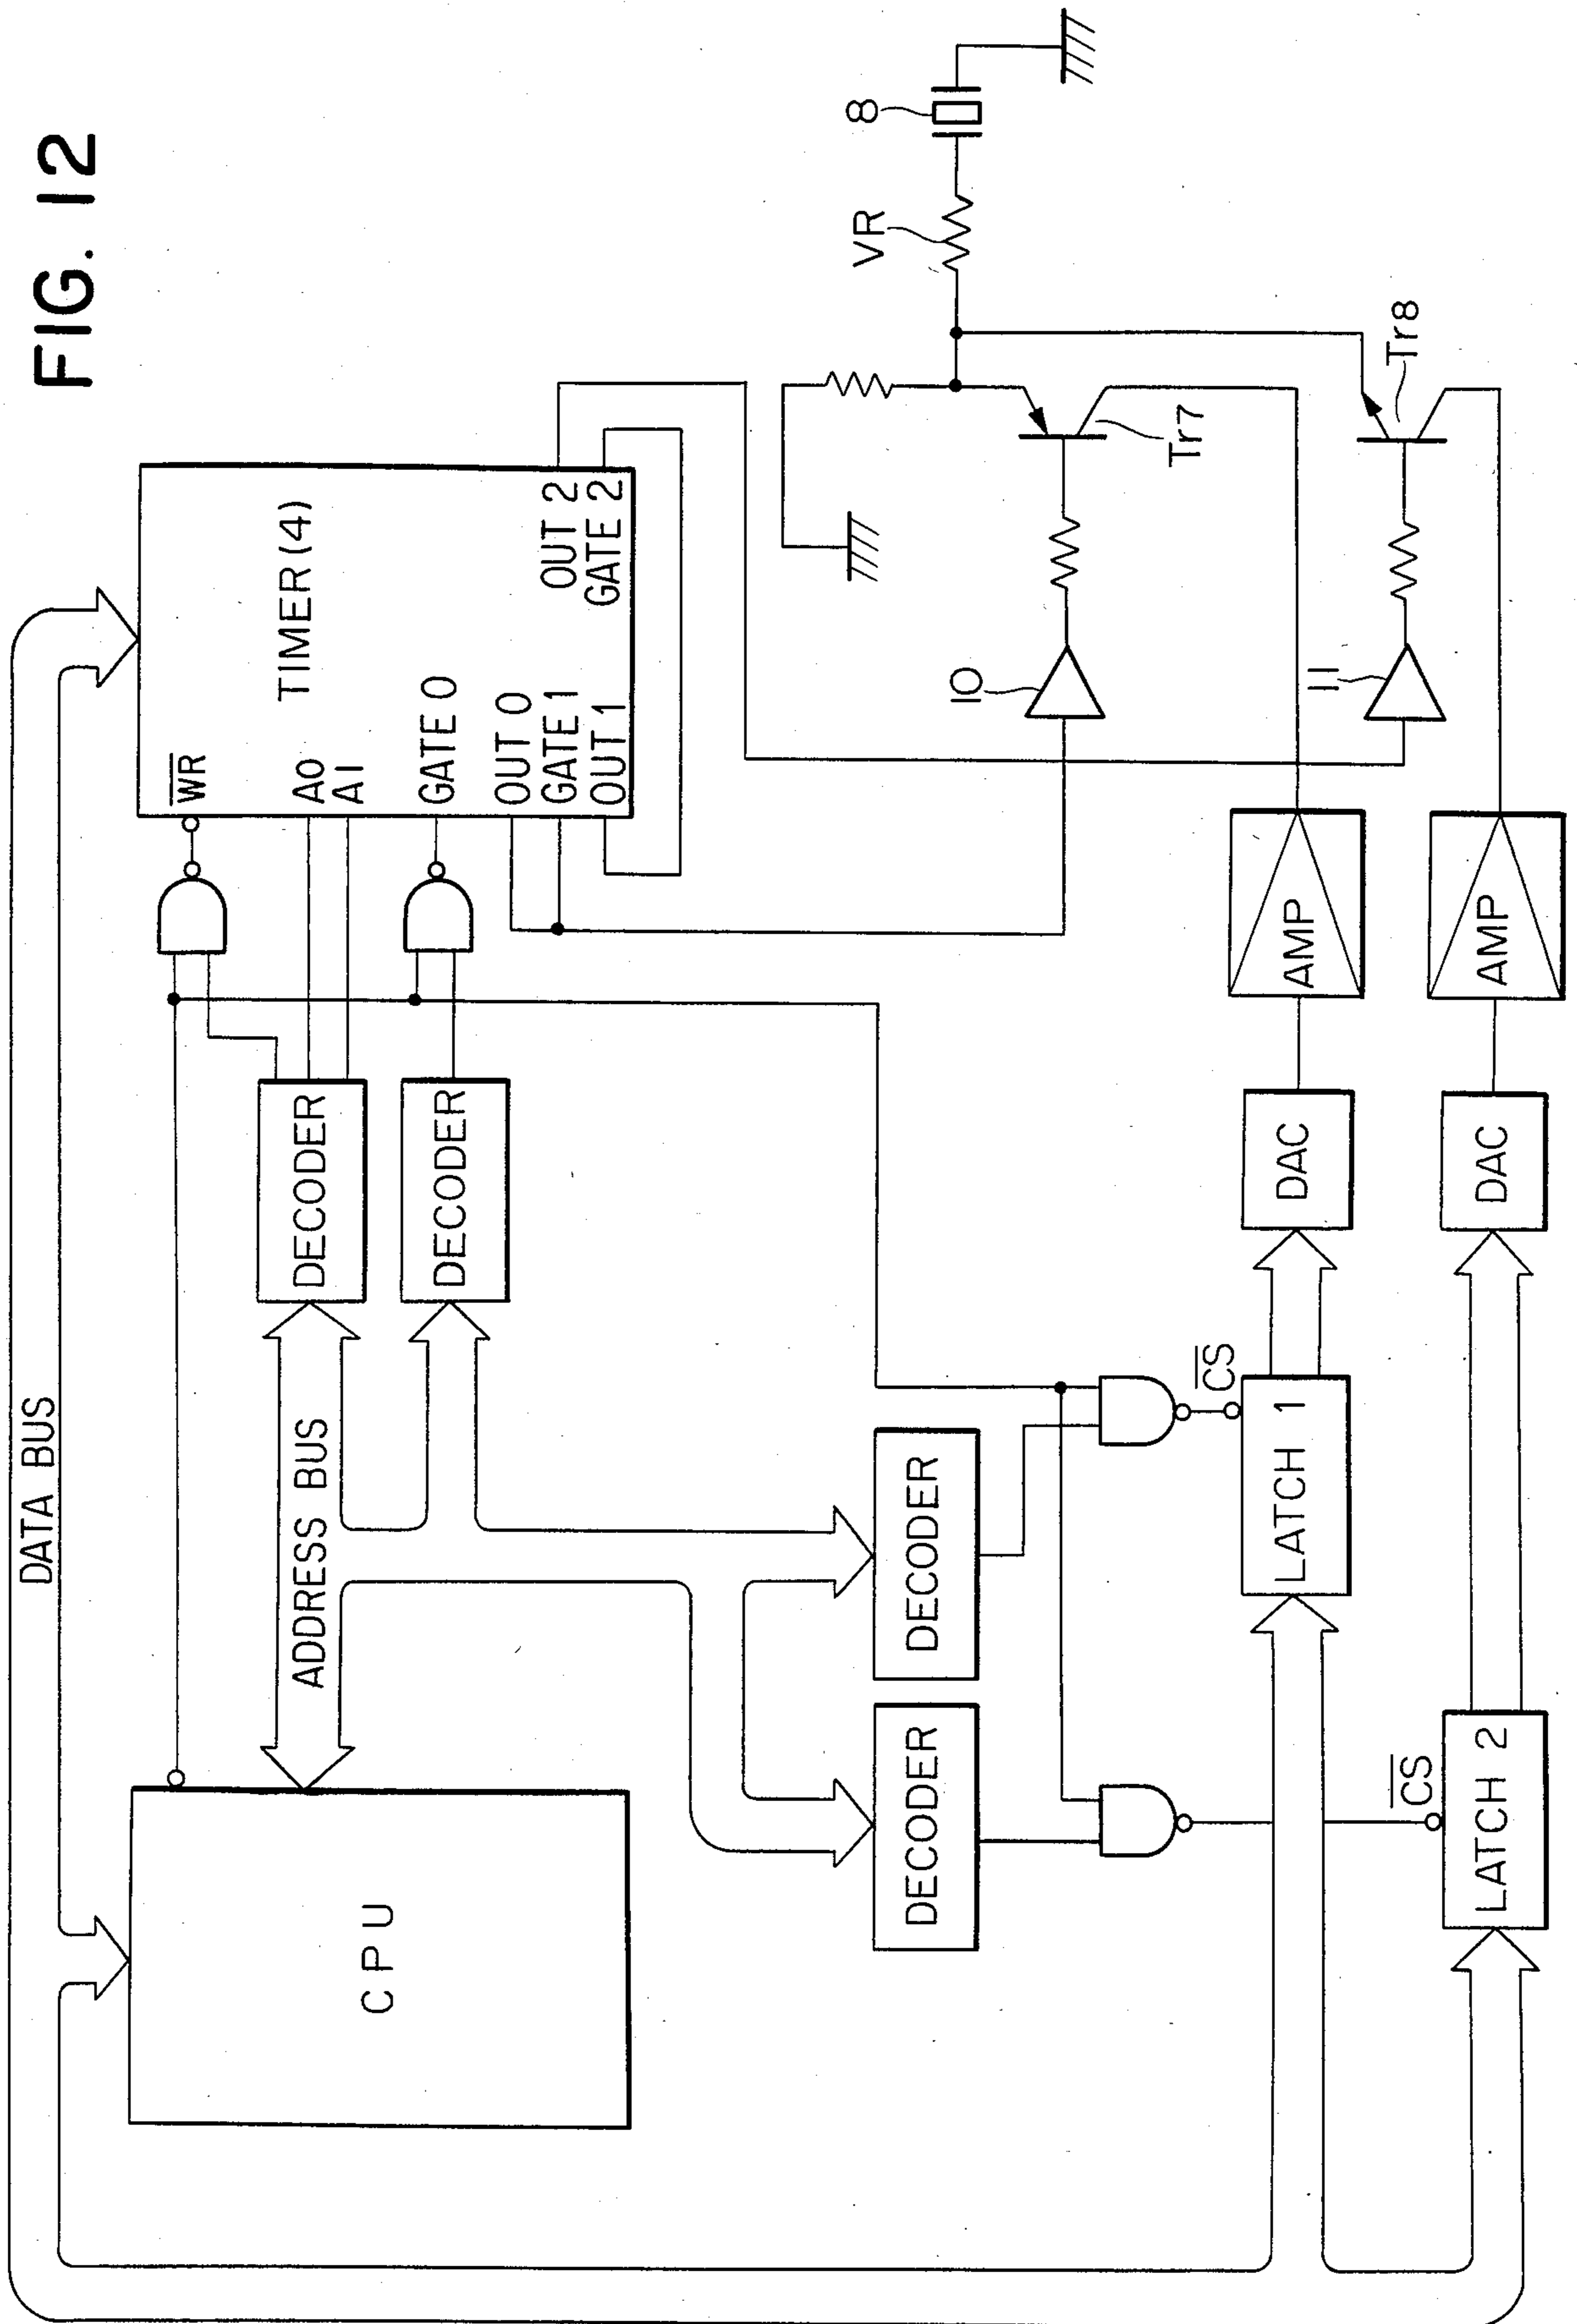 FIG. 12
DATA BUS
CPU
ADDRESS BUS
DECODER
DECODER
WR
A0
A1
GATE 0
OUT 0
GATE 1
OUT 1
TIMER (4)
OUT 2
GATE 2
DECODER
DECODER
CS
LATCH 1
DAC
AMP
CS
LATCH 2
DAC
AMP
10
11
Tr7
Tr8
VR
8